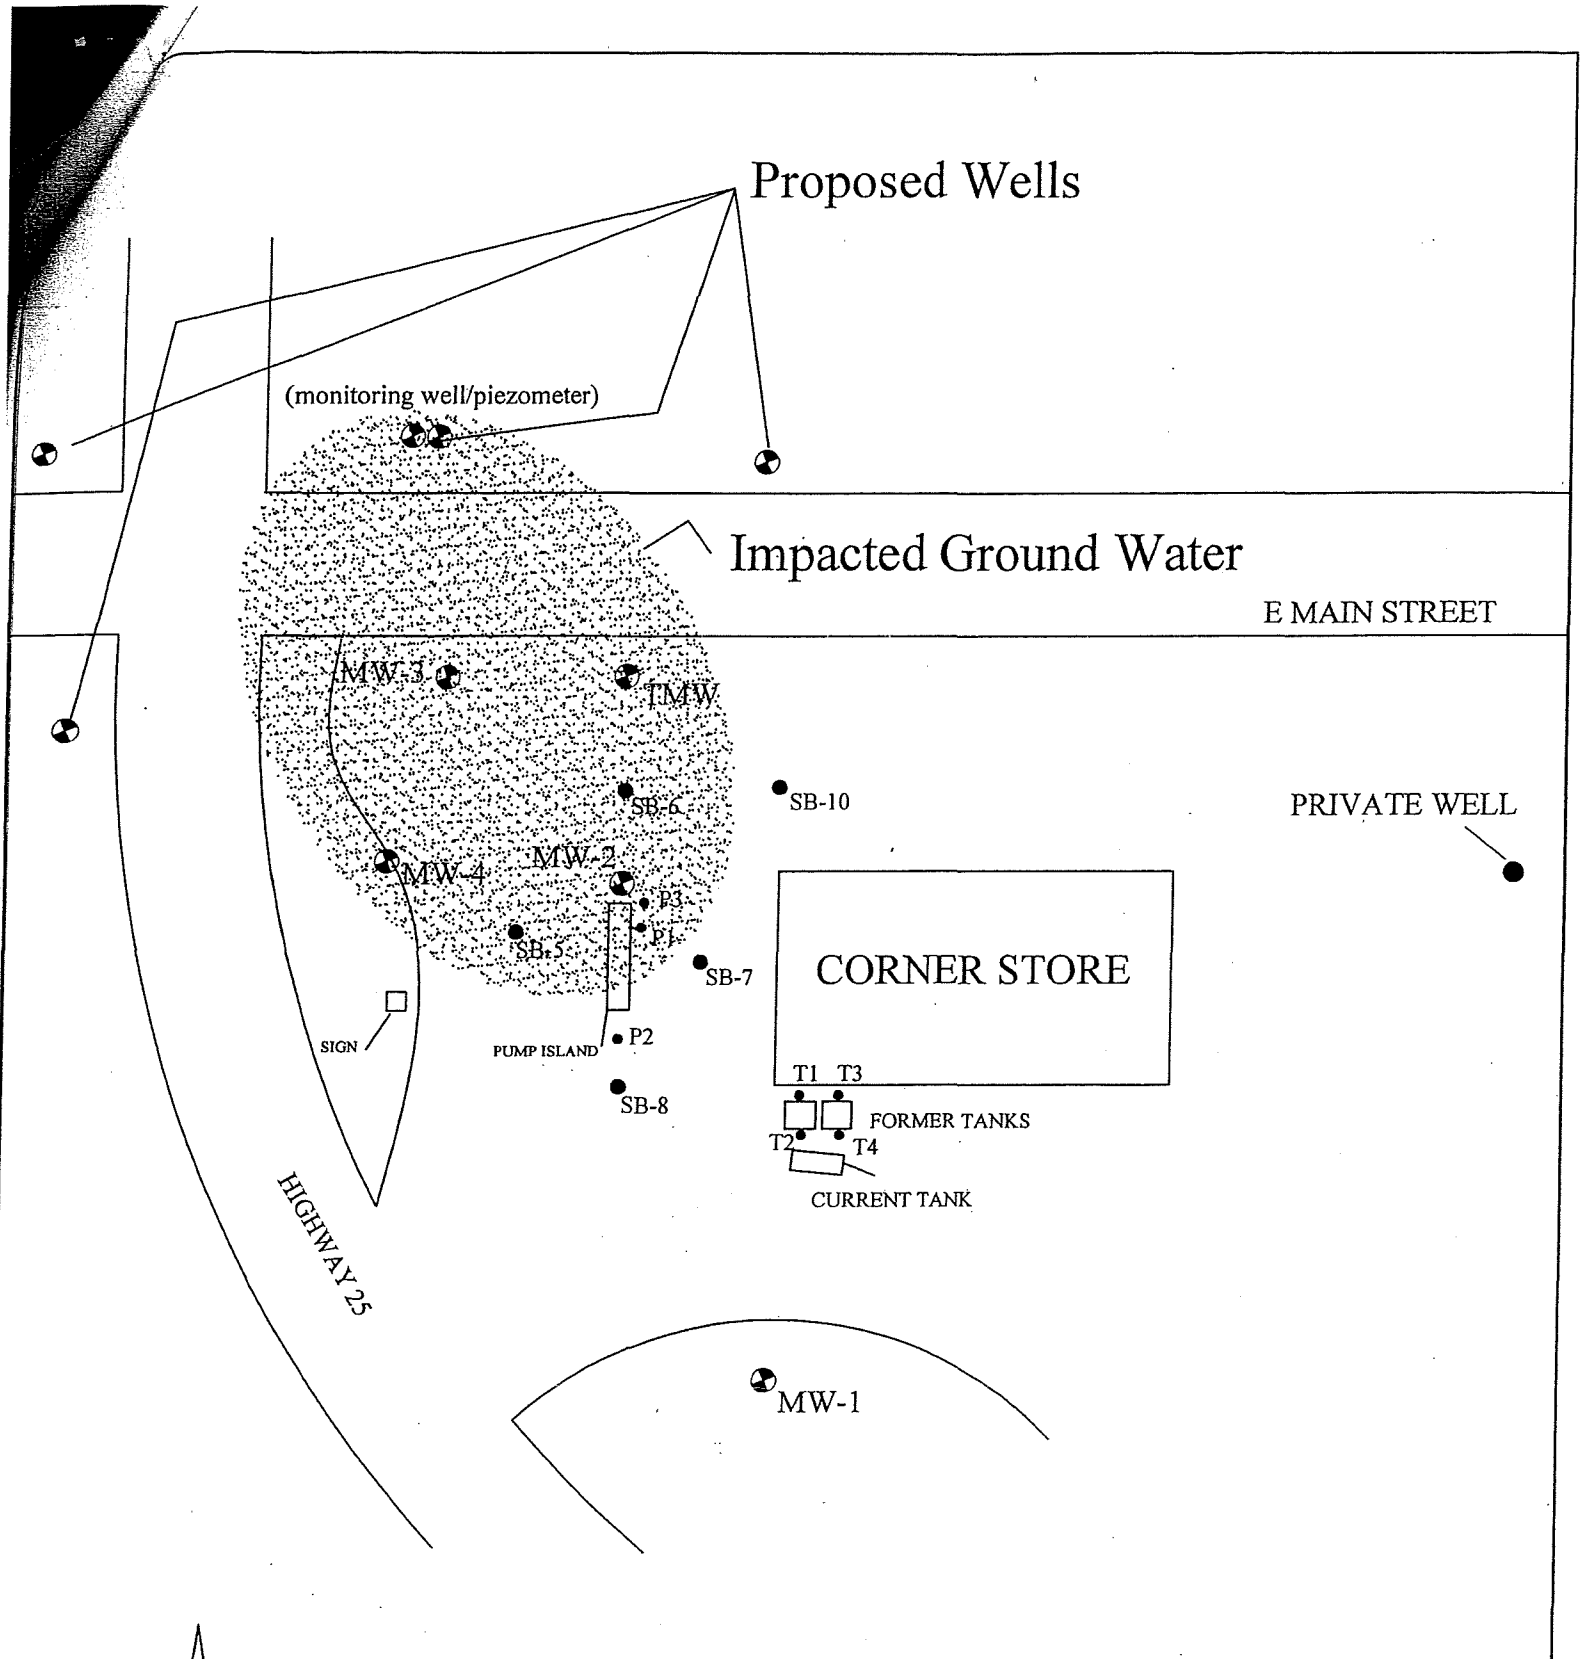 Proposed Wells
(monitoring well/piezometer)
Impacted Ground Water
E MAIN STREET
MW-3
TMW
SB-6
SB-10
PRIVATE WELL
MW-2
MW-4
P3
P1
SB-5
SB-7
CORNER STORE
SIGN
PUMP ISLAND
P2
T1 T3
SB-8
FORMER TANKS
T2 T4
CURRENT TANK
HIGHWAY 25
MW-1